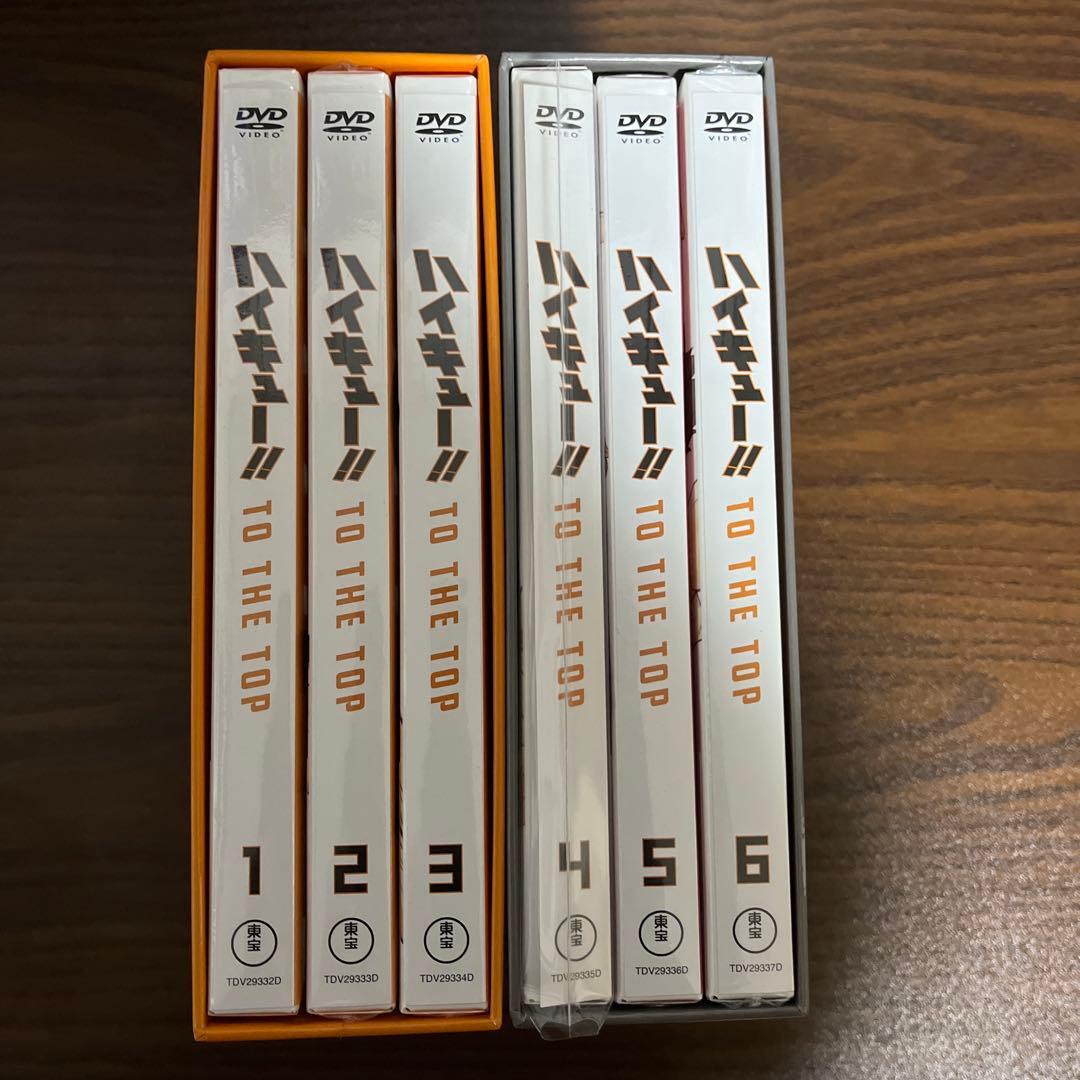 DVD
VIDEO
ハイキュー!!
TO THE TOP
1
東宝
TDV29332D
DVD
VIDEO
ハイキュー!!
TO THE TOP
2
東宝
TDV29333D
DVD
VIDEO
ハイキュー!!
TO THE TOP
3
東宝
TDV29334D
DVD
VIDEO
ハイキュー!!
TO THE TOP
4
東宝
TDV29335D
DVD
VIDEO
ハイキュー!!
TO THE TOP
5
東宝
TDV29336D
DVD
VIDEO
ハイキュー!!
TO THE TOP
6
東宝
TDV29337D